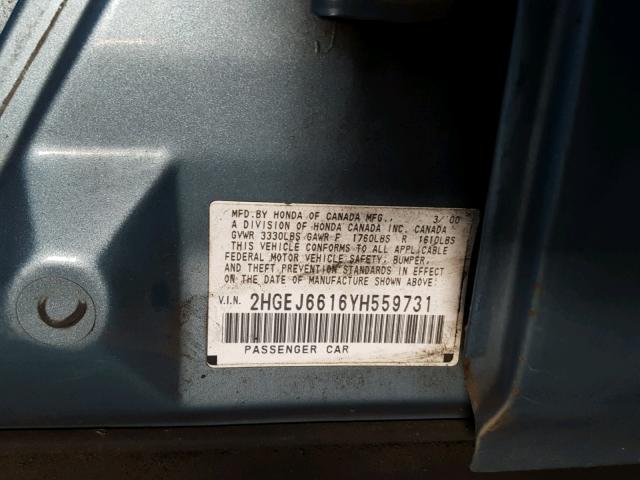 MFD. BY HONDA OF CANADA MFG., 3/00
A DIVISION OF HONDA CANADA INC. CANADA
GVWR 3330LBS GAWR F 1760LBS R 1610LBS
THIS VEHICLE CONFORMS TO ALL APPLICABLE
FEDERAL MOTOR VEHICLE SAFETY, BUMPER,
AND THEFT PREVENTION STANDARDS IN EFFECT
ON THE DATE OF MANUFACTURE SHOWN ABOVE:
V.I.N. 2HGEJ6616YH559731
PASSENGER CAR